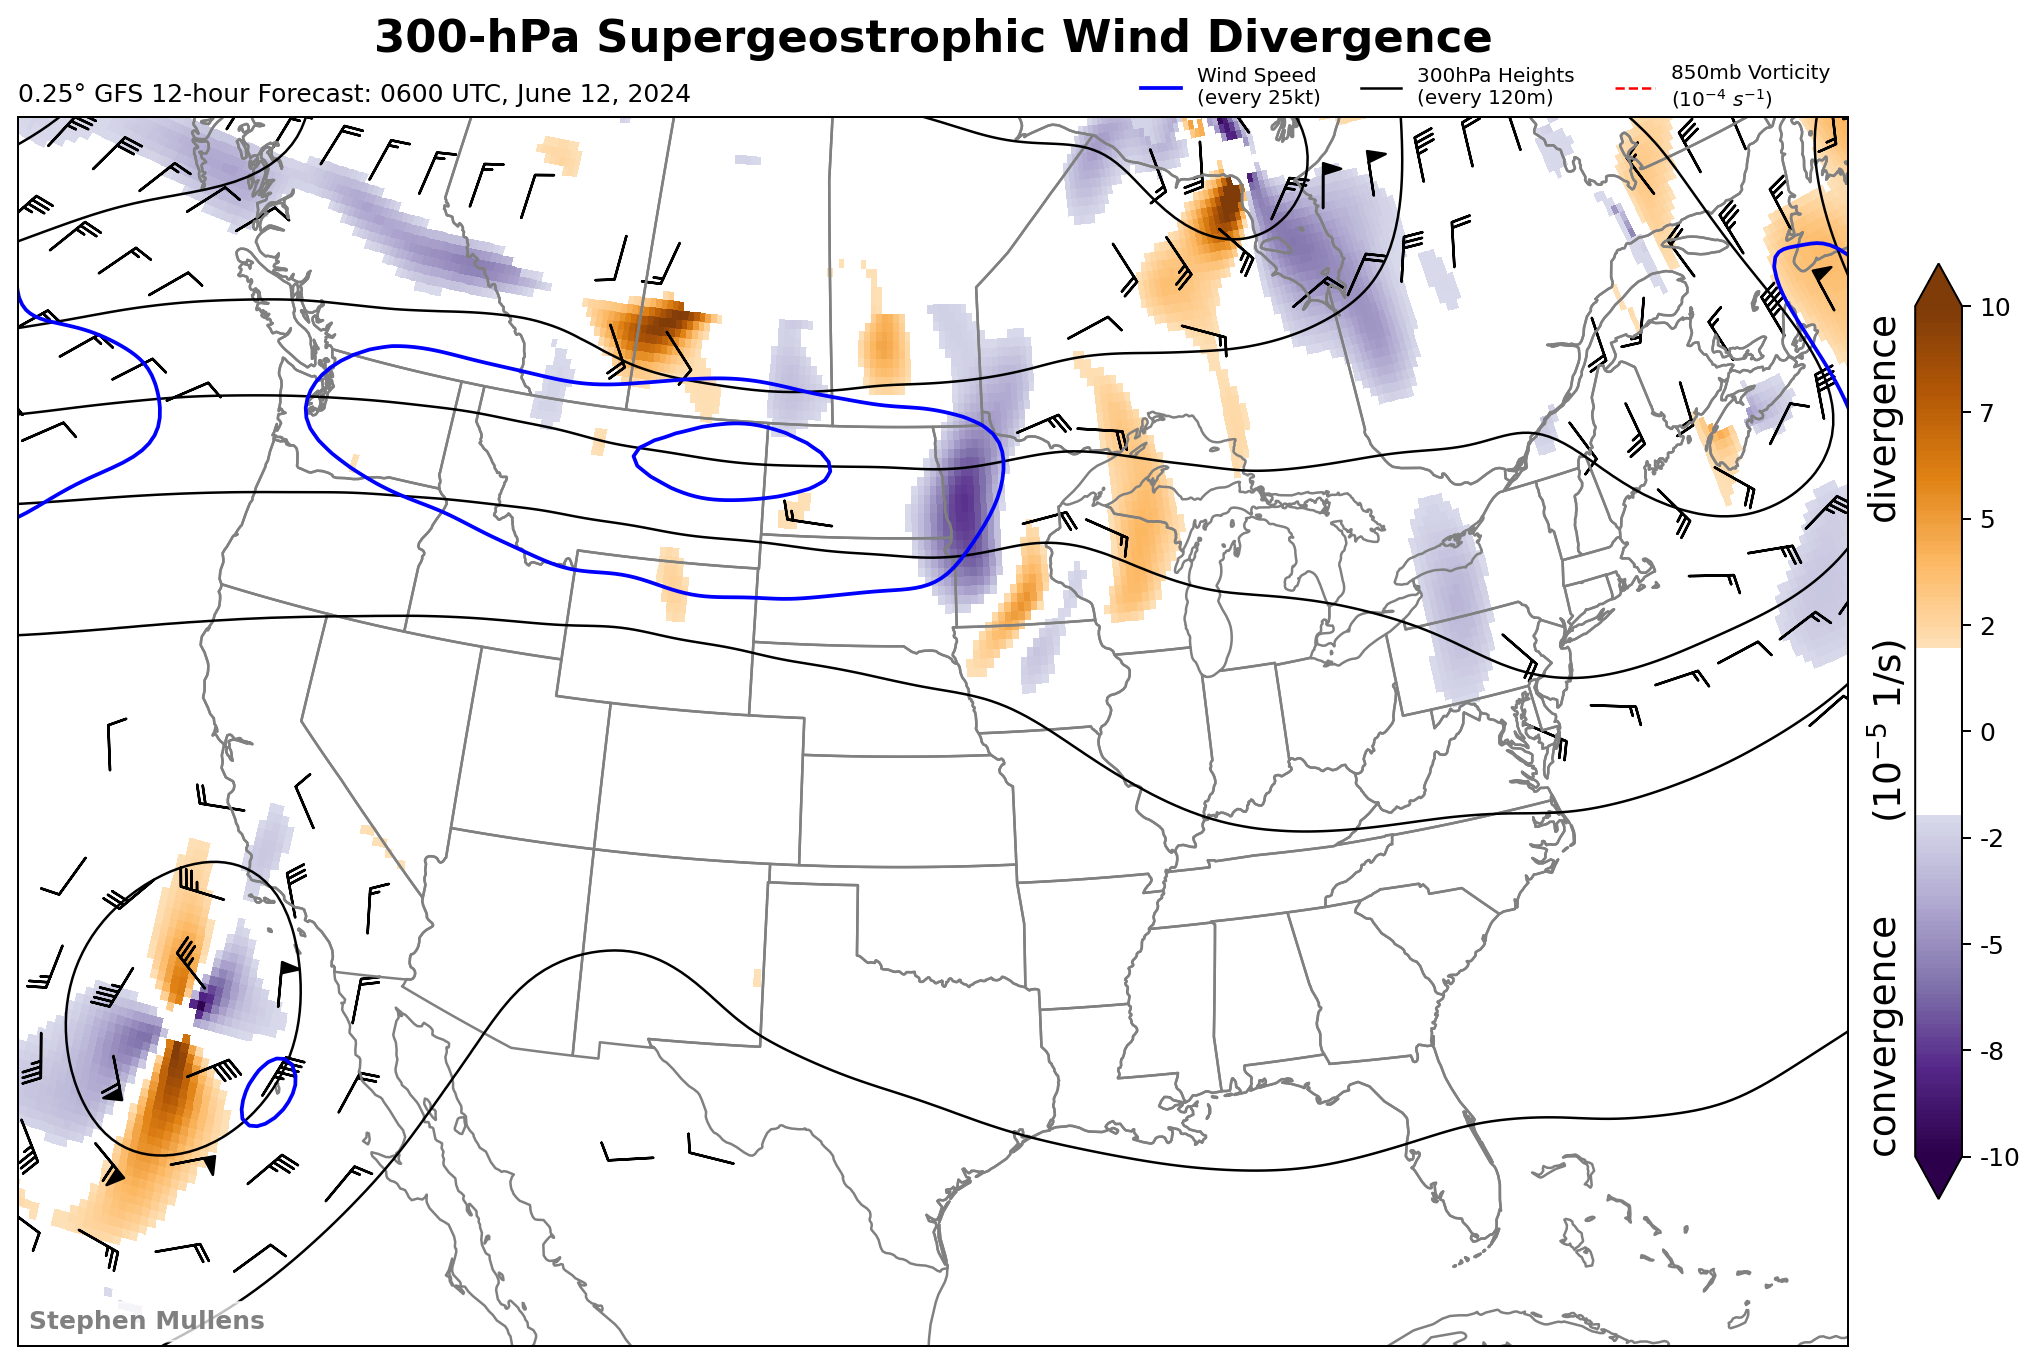 300-hPa Supergeostrophic Wind Divergence
0.25° GFS 12-hour Forecast: 0600 UTC, June 12, 2024
Wind Speed
(every 25kt)
300hPa Heights
(every 120m)
850mb Vorticity
(10⁻⁴ s⁻¹)
10
7
5
2
0
-2
-5
-8
-10
convergence (10⁻⁵ 1/s) divergence
Stephen Mullens